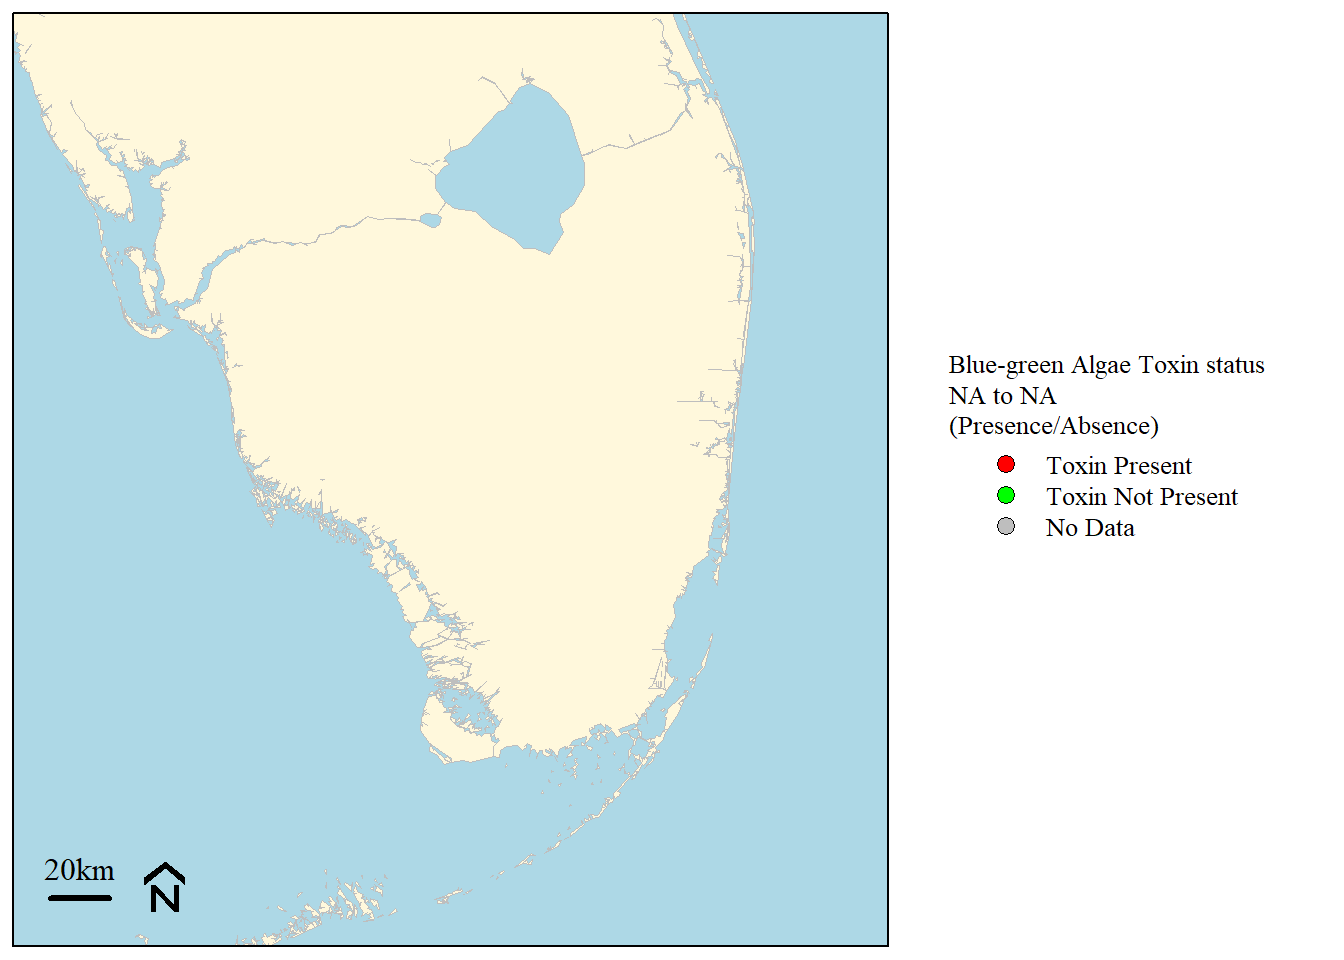 Blue-green Algae Toxin status
NA to NA
(Presence/Absence)
Toxin Present
Toxin Not Present
No Data
20km
N